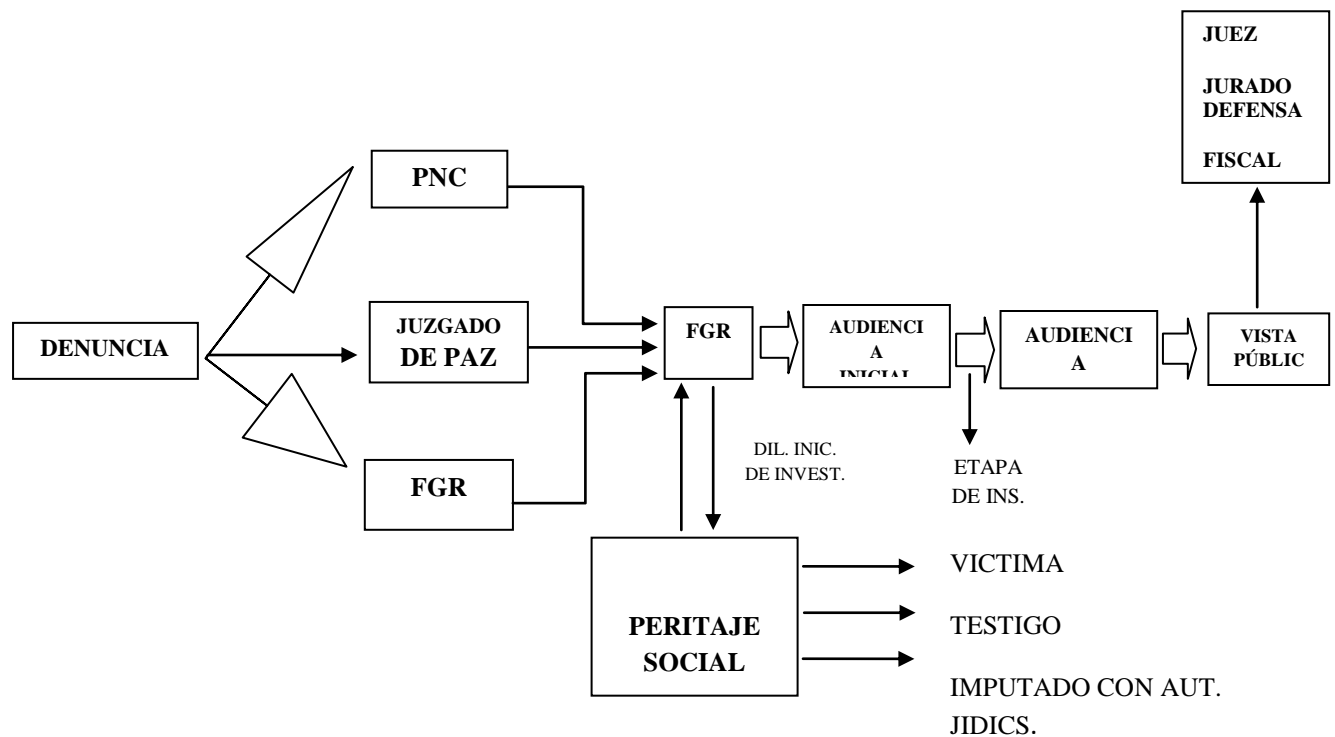 JUEZ
JURADO
DEFENSA
FISCAL
PNC
DENUNCIA
JUZGADO
DE PAZ
FGR
FGR
AUDIENCI
A
INICIAL
AUDIENCI
A
VISTA
PÚBLIC
DIL. INIC.
DE INVEST.
ETAPA
DE INS.
PERITAJE
SOCIAL
VICTIMA
TESTIGO
IMPUTADO CON AUT.
JIDICS.